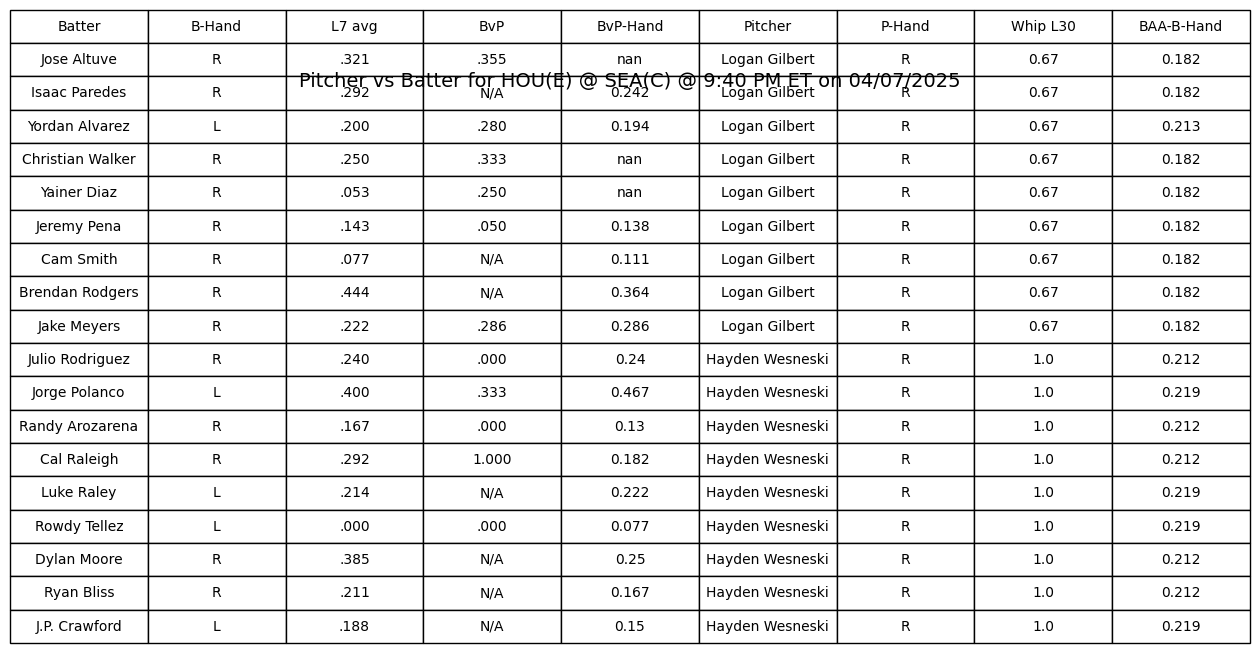 Batter B-Hand L7 avg BvP BvP-Hand Pitcher P-Hand Whip L30 BAA-B-Hand
Jose Altuve R .321 .355 nan Logan Gilbert R 0.67 0.182
Pitcher vs Batter for HOU(E) @ SEA(C) @ 9:40 PM ET on 04/07/2025
Isaac Paredes R .292 N/A 0.242 Logan Gilbert R 0.67 0.182
Yordan Alvarez L .200 .280 0.194 Logan Gilbert R 0.67 0.213
Christian Walker R .250 .333 nan Logan Gilbert R 0.67 0.182
Yainer Diaz R .053 .250 nan Logan Gilbert R 0.67 0.182
Jeremy Pena R .143 .050 0.138 Logan Gilbert R 0.67 0.182
Cam Smith R .077 N/A 0.111 Logan Gilbert R 0.67 0.182
Brendan Rodgers R .444 N/A 0.364 Logan Gilbert R 0.67 0.182
Jake Meyers R .222 .286 0.286 Logan Gilbert R 0.67 0.182
Julio Rodriguez R .240 .000 0.24 Hayden Wesneski R 1.0 0.212
Jorge Polanco L .400 .333 0.467 Hayden Wesneski R 1.0 0.219
Randy Arozarena R .167 .000 0.13 Hayden Wesneski R 1.0 0.212
Cal Raleigh R .292 1.000 0.182 Hayden Wesneski R 1.0 0.212
Luke Raley L .214 N/A 0.222 Hayden Wesneski R 1.0 0.219
Rowdy Tellez L .000 .000 0.077 Hayden Wesneski R 1.0 0.219
Dylan Moore R .385 N/A 0.25 Hayden Wesneski R 1.0 0.212
Ryan Bliss R .211 N/A 0.167 Hayden Wesneski R 1.0 0.212
J.P. Crawford L .188 N/A 0.15 Hayden Wesneski R 1.0 0.219